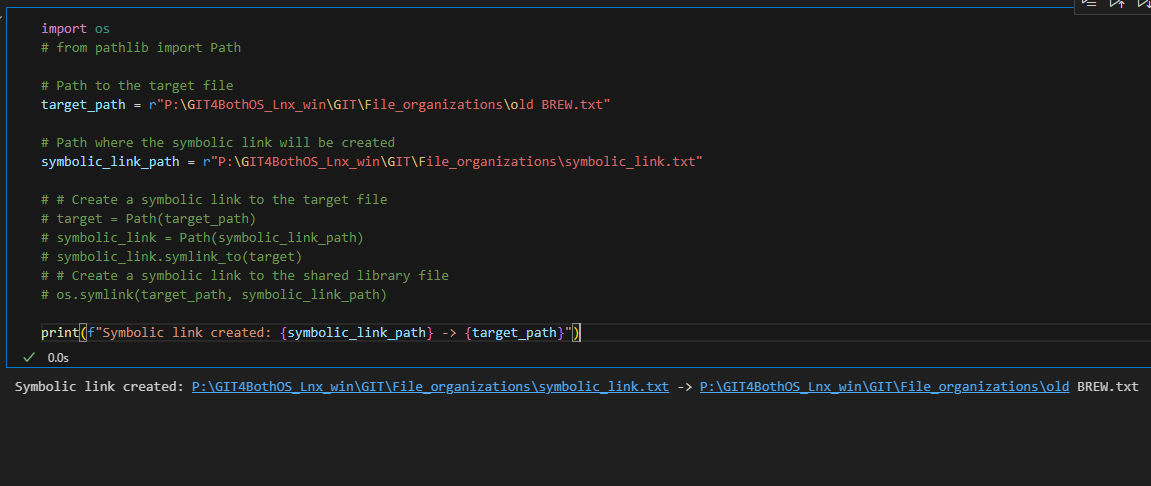 import os
# from pathlib import Path
# Path to the target file
target_path = r"P:\GIT4BothOS_Lnx_win\GIT\File_organizations\old BREW.txt"
# Path where the symbolic link will be created
symbolic_link_path = r"P:\GIT4BothOS_Lnx_win\GIT\File_organizations\symbolic_link.txt"
# # Create a symbolic link to the target file
# target = Path(target_path)
# symbolic_link = Path(symbolic_link_path)
# symbolic_link.symlink_to(target)
# # Create a symbolic link to the shared library file
# os.symlink(target_path, symbolic_link_path)
print(f"Symbolic link created: {symbolic_link_path} -> {target_path}")
0.0s
Symbolic link created: P:\GIT4BothOS_Lnx_win\GIT\File_organizations\symbolic_link.txt -> P:\GIT4BothOS_Lnx_win\GIT\File_organizations\old BREW.txt